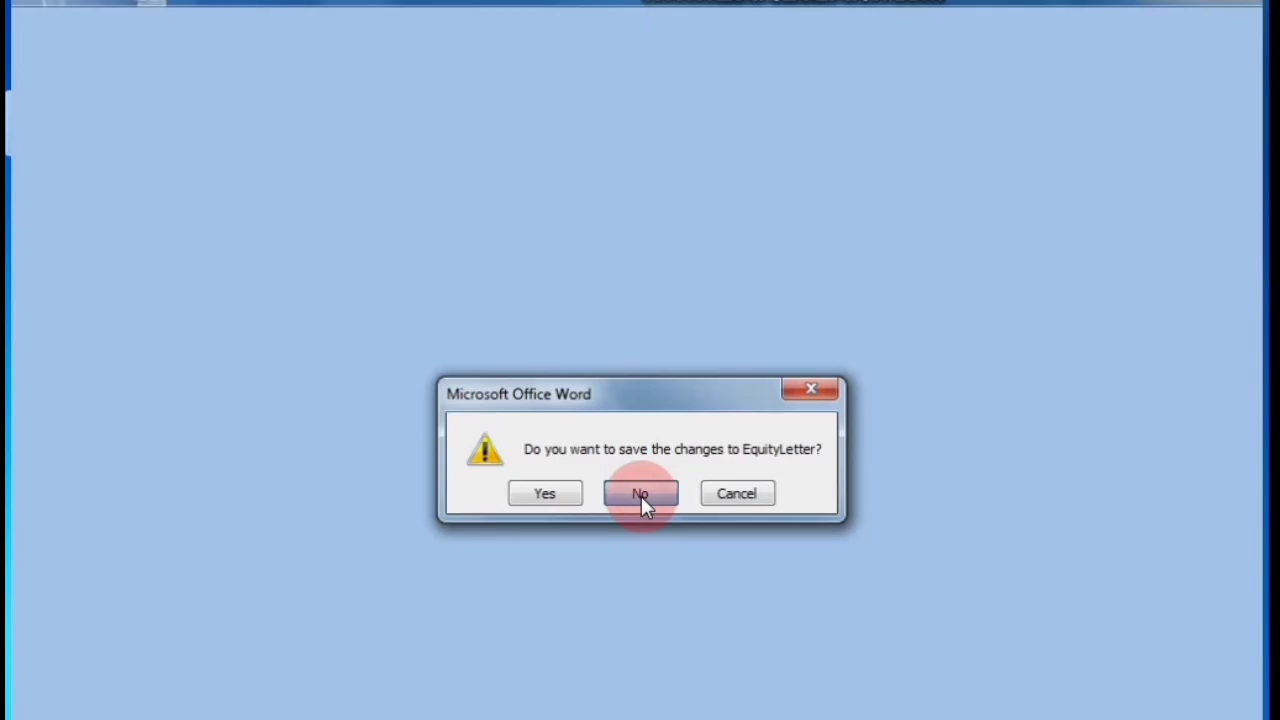 Microsoft Office Word
Do you want to save the changes to EquityLetter?
Yes
No
Cancel